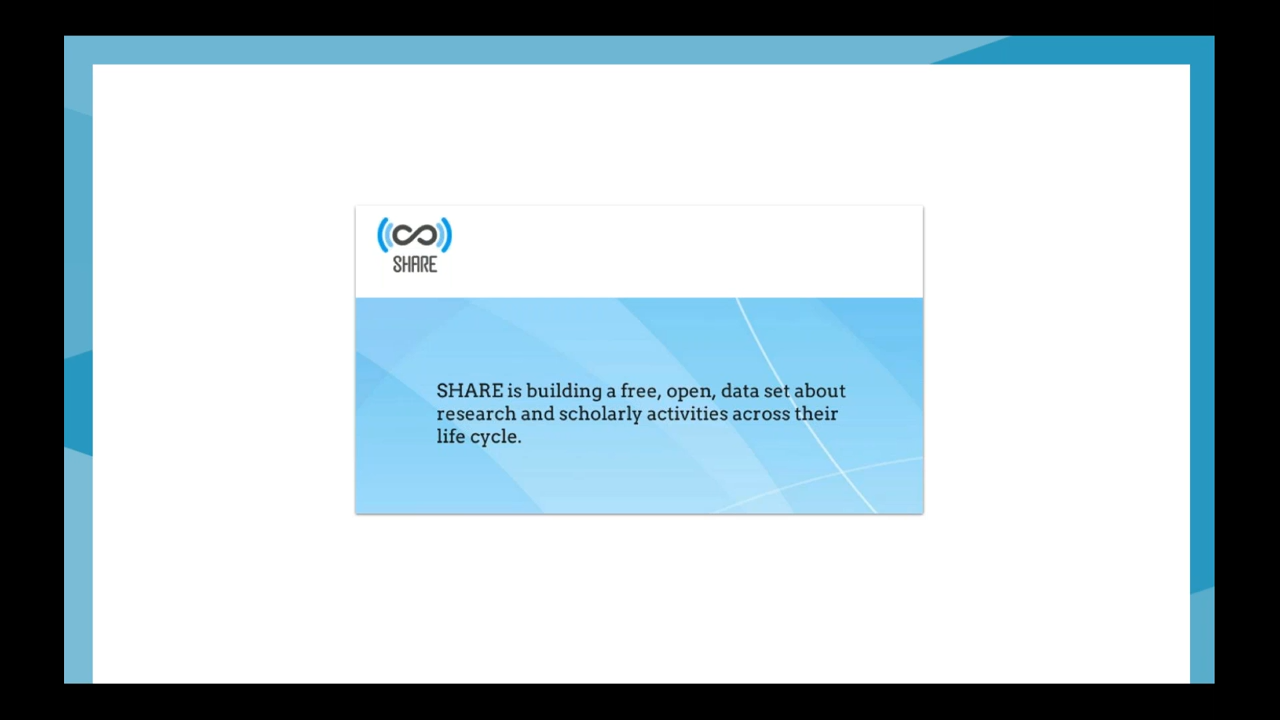 SHARE
SHARE is building a free, open, data set about
research and scholarly activities across their
life cycle.